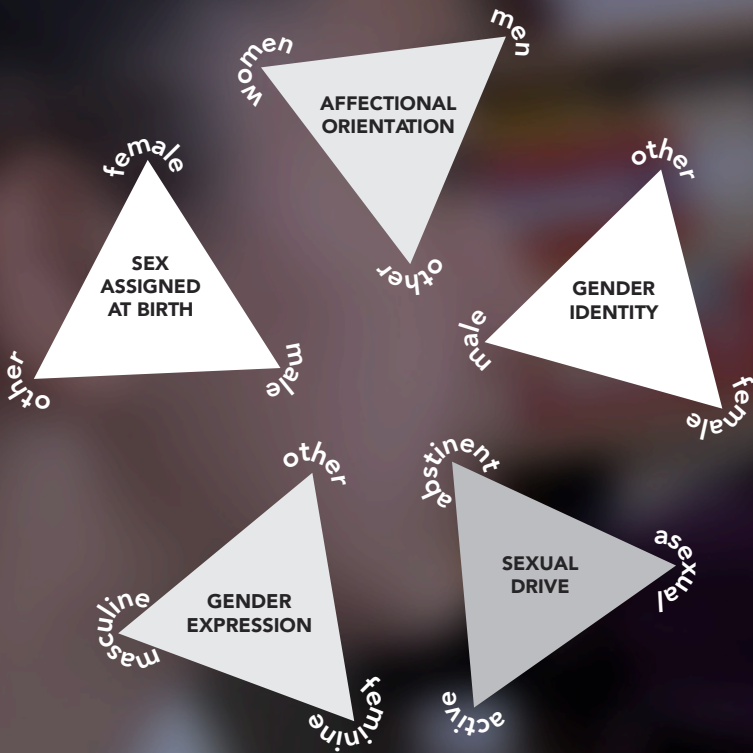 women
men
other
AFFECTIONAL
ORIENTATION
female
male
other
SEX
ASSIGNED
AT BIRTH
other
male
female
GENDER
IDENTITY
other
masculine
feminine
GENDER
EXPRESSION
abstinent
asexual
active
SEXUAL
DRIVE